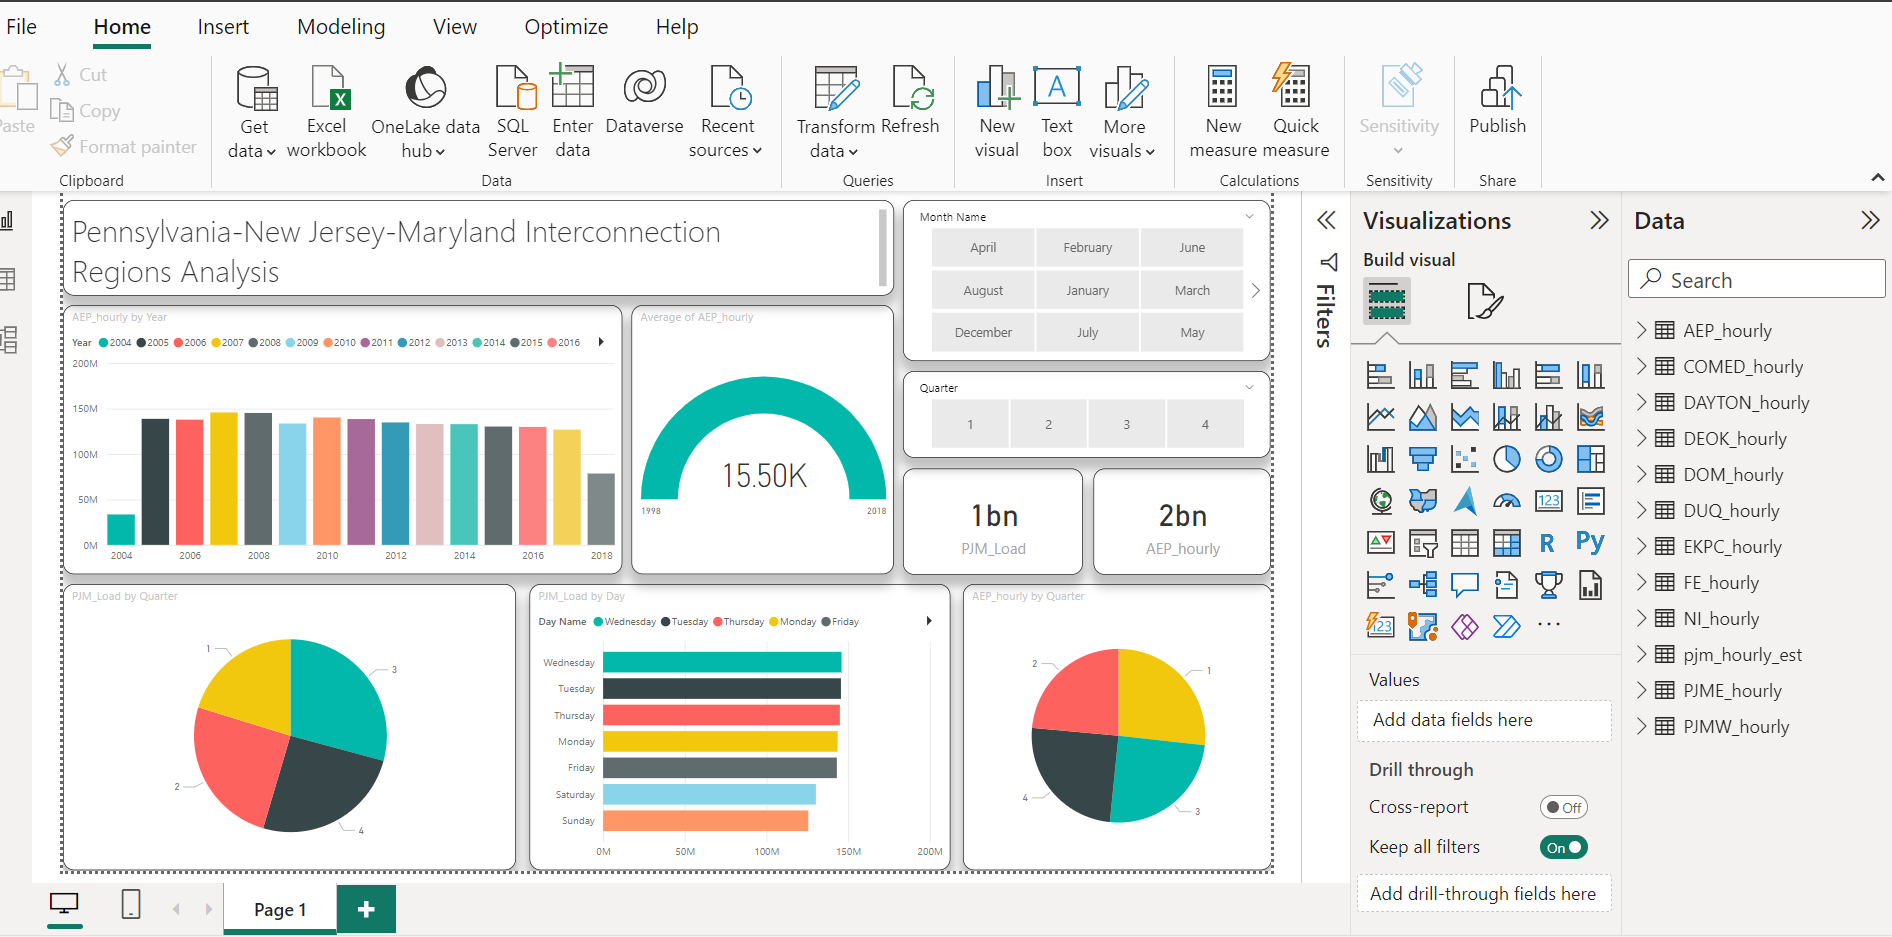 File Home Insert Modeling View Optimize Help
Paste
Cut
Copy
Format painter
Clipboard
Get data
Excel workbook
OneLake data hub
SQL Server
Enter data
Dataverse
Recent sources
Data
Transform data
Refresh
Queries
New visual
A
Text box
More visuals
Insert
New measure
Quick measure
Calculations
Sensitivity
Sensitivity
Publish
Share
Pennsylvania-New Jersey-Maryland Interconnection
Regions Analysis
Month Name
April February June
August January March
December July May
Quarter
1 2 3 4
AEP_hourly by Year
Year 2004 2005 2006 2007 2008 2009 2010 2011 2012 2013 2014 2015 2016
200M
150M
100M
50M
0M
2004 2006 2008 2010 2012 2014 2016 2018
Average of AEP_hourly
15.50K
1998 2018
1bn
PJM_Load
2bn
AEP_hourly
PJM_Load by Quarter
1
3
2
4
PJM_Load by Day
Day Name Wednesday Tuesday Thursday Monday Friday
Wednesday
Tuesday
Thursday
Monday
Friday
Saturday
Sunday
0M 50M 100M 150M 200M
AEP_hourly by Quarter
2
1
4
3
Page 1
Filters
Visualizations
Build visual
123
R
Py
123
Values
Add data fields here
Drill through
Cross-report Off
Keep all filters On
Add drill-through fields here
Data
Search
AEP_hourly
COMED_hourly
DAYTON_hourly
DEOK_hourly
DOM_hourly
DUQ_hourly
EKPC_hourly
FE_hourly
NI_hourly
pjm_hourly_est
PJME_hourly
PJMW_hourly